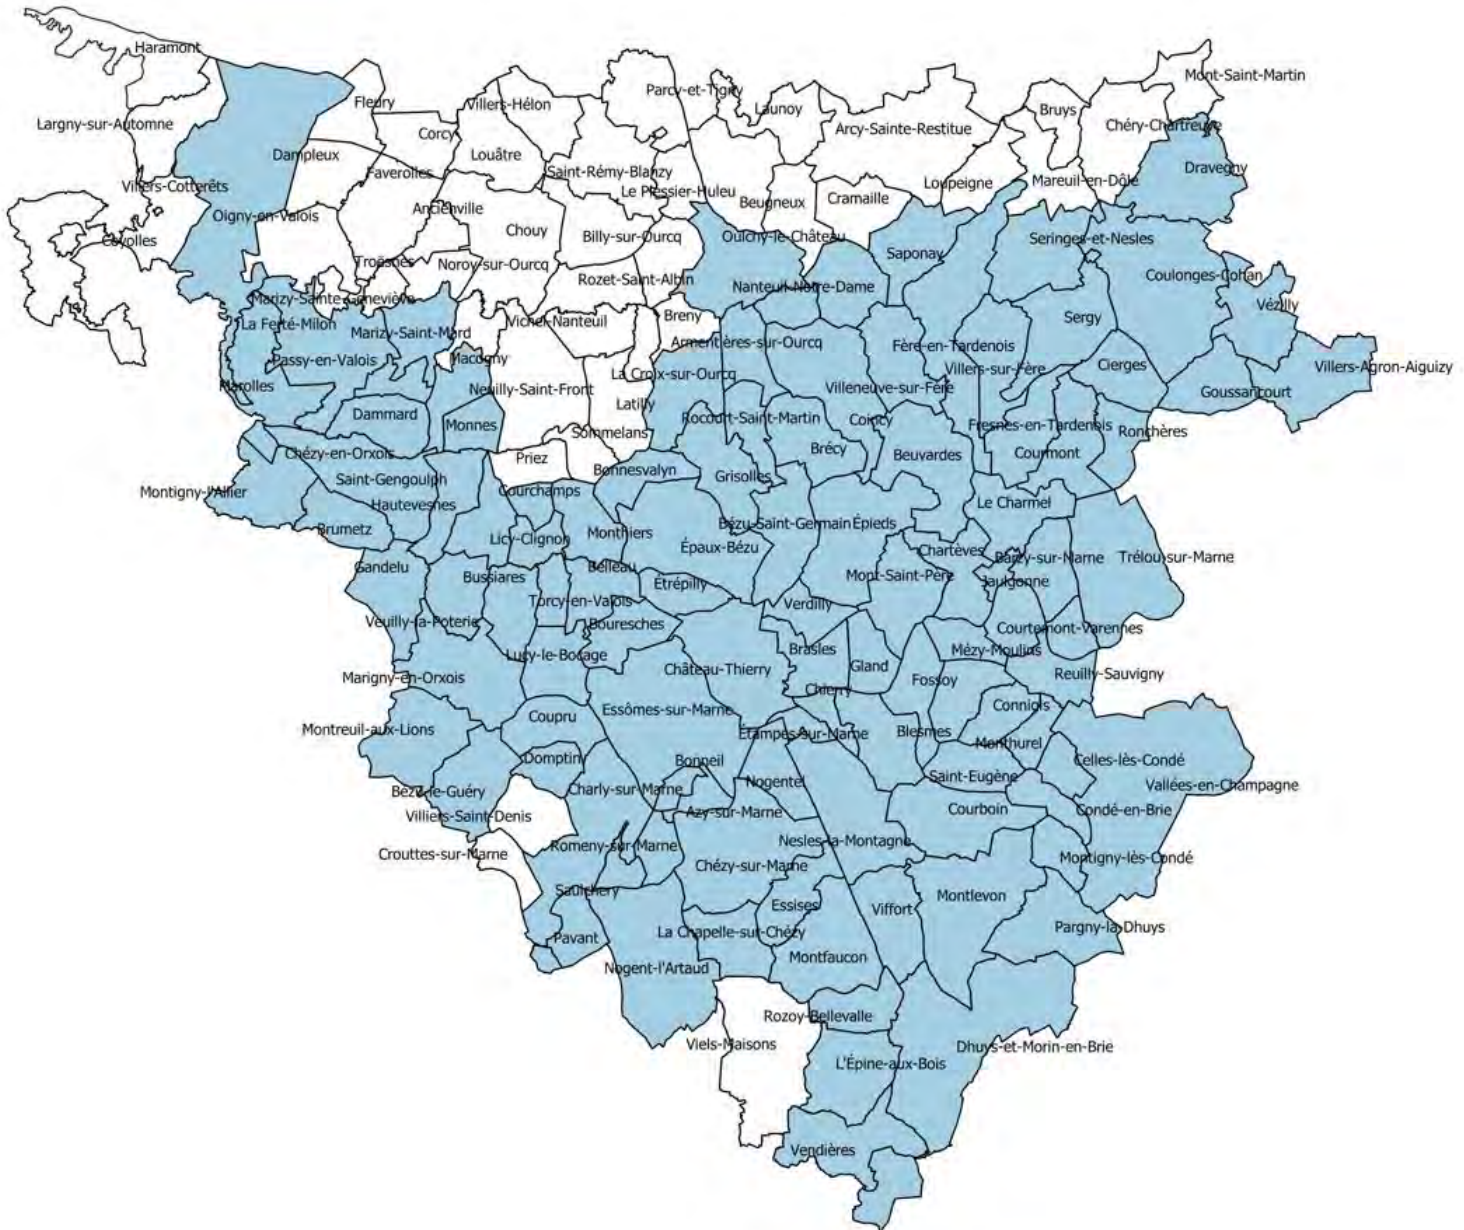 Haramont
Mont-Saint-Martin
Parcy-et-Tigny
Fleury
Villers-Hélon
Launoy
Bruys
Largny-sur-Automne
Chéry-Chartreuve
Corcy
Arcy-Sainte-Restitue
Dampleux
Louâtre
Faverolles
Saint-Rémy-Blanzy
Dravegny
Villers-Cotterêts
Le Plessier-Huleu
Loupeigne
Mareuil-en-Dôle
Beugneux
Cramaille
Oigny-en-Valois
Ancienville
Chouy
Billy-sur-Ourcq
Oulchy-le-Château
Seringes-et-Nesles
Coyolles
Saponay
Troësnes
Noroy-sur-Ourcq
Rozet-Saint-Albin
Nanteuil-Notre-Dame
Coulonges-Cohan
Marizy-Sainte-Geneviève
Vézilly
La Ferté-Milon
Marizy-Saint-Mard
Vichel-Nanteuil
Breny
Sergy
Armentières-sur-Ourcq
Fère-en-Tardenois
Passy-en-Valois
Macogny
Villers-sur-Fère
Cierges
Villers-Agron-Aiguizy
La Croix-sur-Ourcq
Marolles
Neuilly-Saint-Front
Villeneuve-sur-Fère
Goussancourt
Latilly
Dammard
Monnes
Rocourt-Saint-Martin
Coincy
Fresnes-en-Tardenois
Ronchères
Sommelans
Chézy-en-Orxois
Priez
Brécy
Beuvardes
Courmont
Bonnesvalyn
Saint-Gengoulph
Grisolles
Montigny-l'Allier
Courchamps
Hautevesnes
Le Charmel
Brumetz
Licy-Clignon
Monthiers
Bézu-Saint-Germain
Épieds
Épaux-Bézu
Chartèves
Barzy-sur-Marne
Trélou-sur-Marne
Gandelu
Bussiares
Belleau
Étrépilly
Mont-Saint-Père
Jaulgonne
Torcy-en-Valois
Verdilly
Veuilly-la-Poterie
Bouresches
Courtemont-Varennes
Lucy-le-Bocage
Brasles
Mézy-Moulins
Château-Thierry
Gland
Marigny-en-Orxois
Fossoy
Reuilly-Sauvigny
Chierry
Essômes-sur-Marne
Connigis
Coupru
Montreuil-aux-Lions
Étampes-sur-Marne
Blesmes
Monthurel
Domptin
Bonneil
Celles-lès-Condé
Saint-Eugène
Nogentel
Vallées-en-Champagne
Bézu-le-Guéry
Charly-sur-Marne
Villiers-Saint-Denis
Azy-sur-Marne
Courboin
Condé-en-Brie
Nesles-la-Montagne
Crouttes-sur-Marne
Romeny-sur-Marne
Montigny-lès-Condé
Chézy-sur-Marne
Saulchery
Montlevon
Essises
Viffort
La Chapelle-sur-Chézy
Pargny-la-Dhuys
Pavant
Montfaucon
Nogent-l'Artaud
Rozoy-Bellevalle
Viels-Maisons
Dhuys-et-Morin-en-Brie
L'Épine-aux-Bois
Vendières